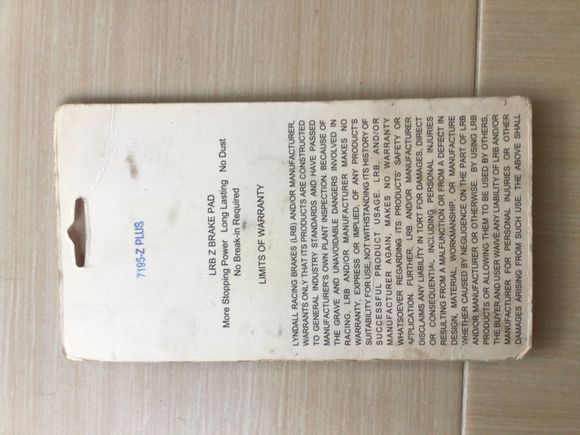 7195-Z PLUS
LRB Z BRAKE PAD
More Stopping Power Long Lasting No Dust
No Break-in Required
LIMITS OF WARRANTY
LYNDALL RACING BRAKES (LRB) AND/OR MANUFACTURER,
WARRANTS ONLY THAT ITS PRODUCTS ARE CONSTRUCTED
TO GENERAL INDUSTRY STANDARDS AND HAVE PASSED
MANUFACTURER'S OWN PLANT INSPECTION. BECAUSE OF
THE GRAVE AND UNAVOIDABLE DANGERS INVOLVED IN
RACING, LRB AND/OR MANUFACTURER MAKES NO
WARRANTY, EXPRESS OR IMPLIED, OF ANY PRODUCT'S
SUITABILITY FOR USE, NOT WITHSTANDING ITS HISTORY OF
SUCCESSFUL PRODUCT USAGE. LRB, AND/OR
MANUFACTURER AGAIN, MAKES NO WARRANTY
WHATSOEVER REGARDING ITS PRODUCTS' SAFETY OR
APPLICATION. FURTHER, LRB AND/OR MANUFACTURER
DISCLAIMS ANY LIABILITY IN TORT FOR DAMAGES, DIRECT
OR CONSEQUENTIAL, INCLUDING PERSONAL INJURIES
RESULTING FROM A MALFUNCTION OR FROM A DEFECT IN
DESIGN, MATERIAL, WORKMANSHIP, OR MANUFACTURE
WHETHER CAUSED BY NEGLIGENCE ON THE PART OF LRB
AND/OR MANUFACTURER OR OTHERWISE. BY USING LRB
PRODUCTS OR ALLOWING THEM TO BE USED BY OTHERS,
THE BUYER AND USER WAIVE ANY LIABILITY OF LRB AND/OR
MANUFACTURER FOR PERSONAL INJURIES OR OTHER
DAMAGES ARISING FROM SUCH USE. THE ABOVE SHALL